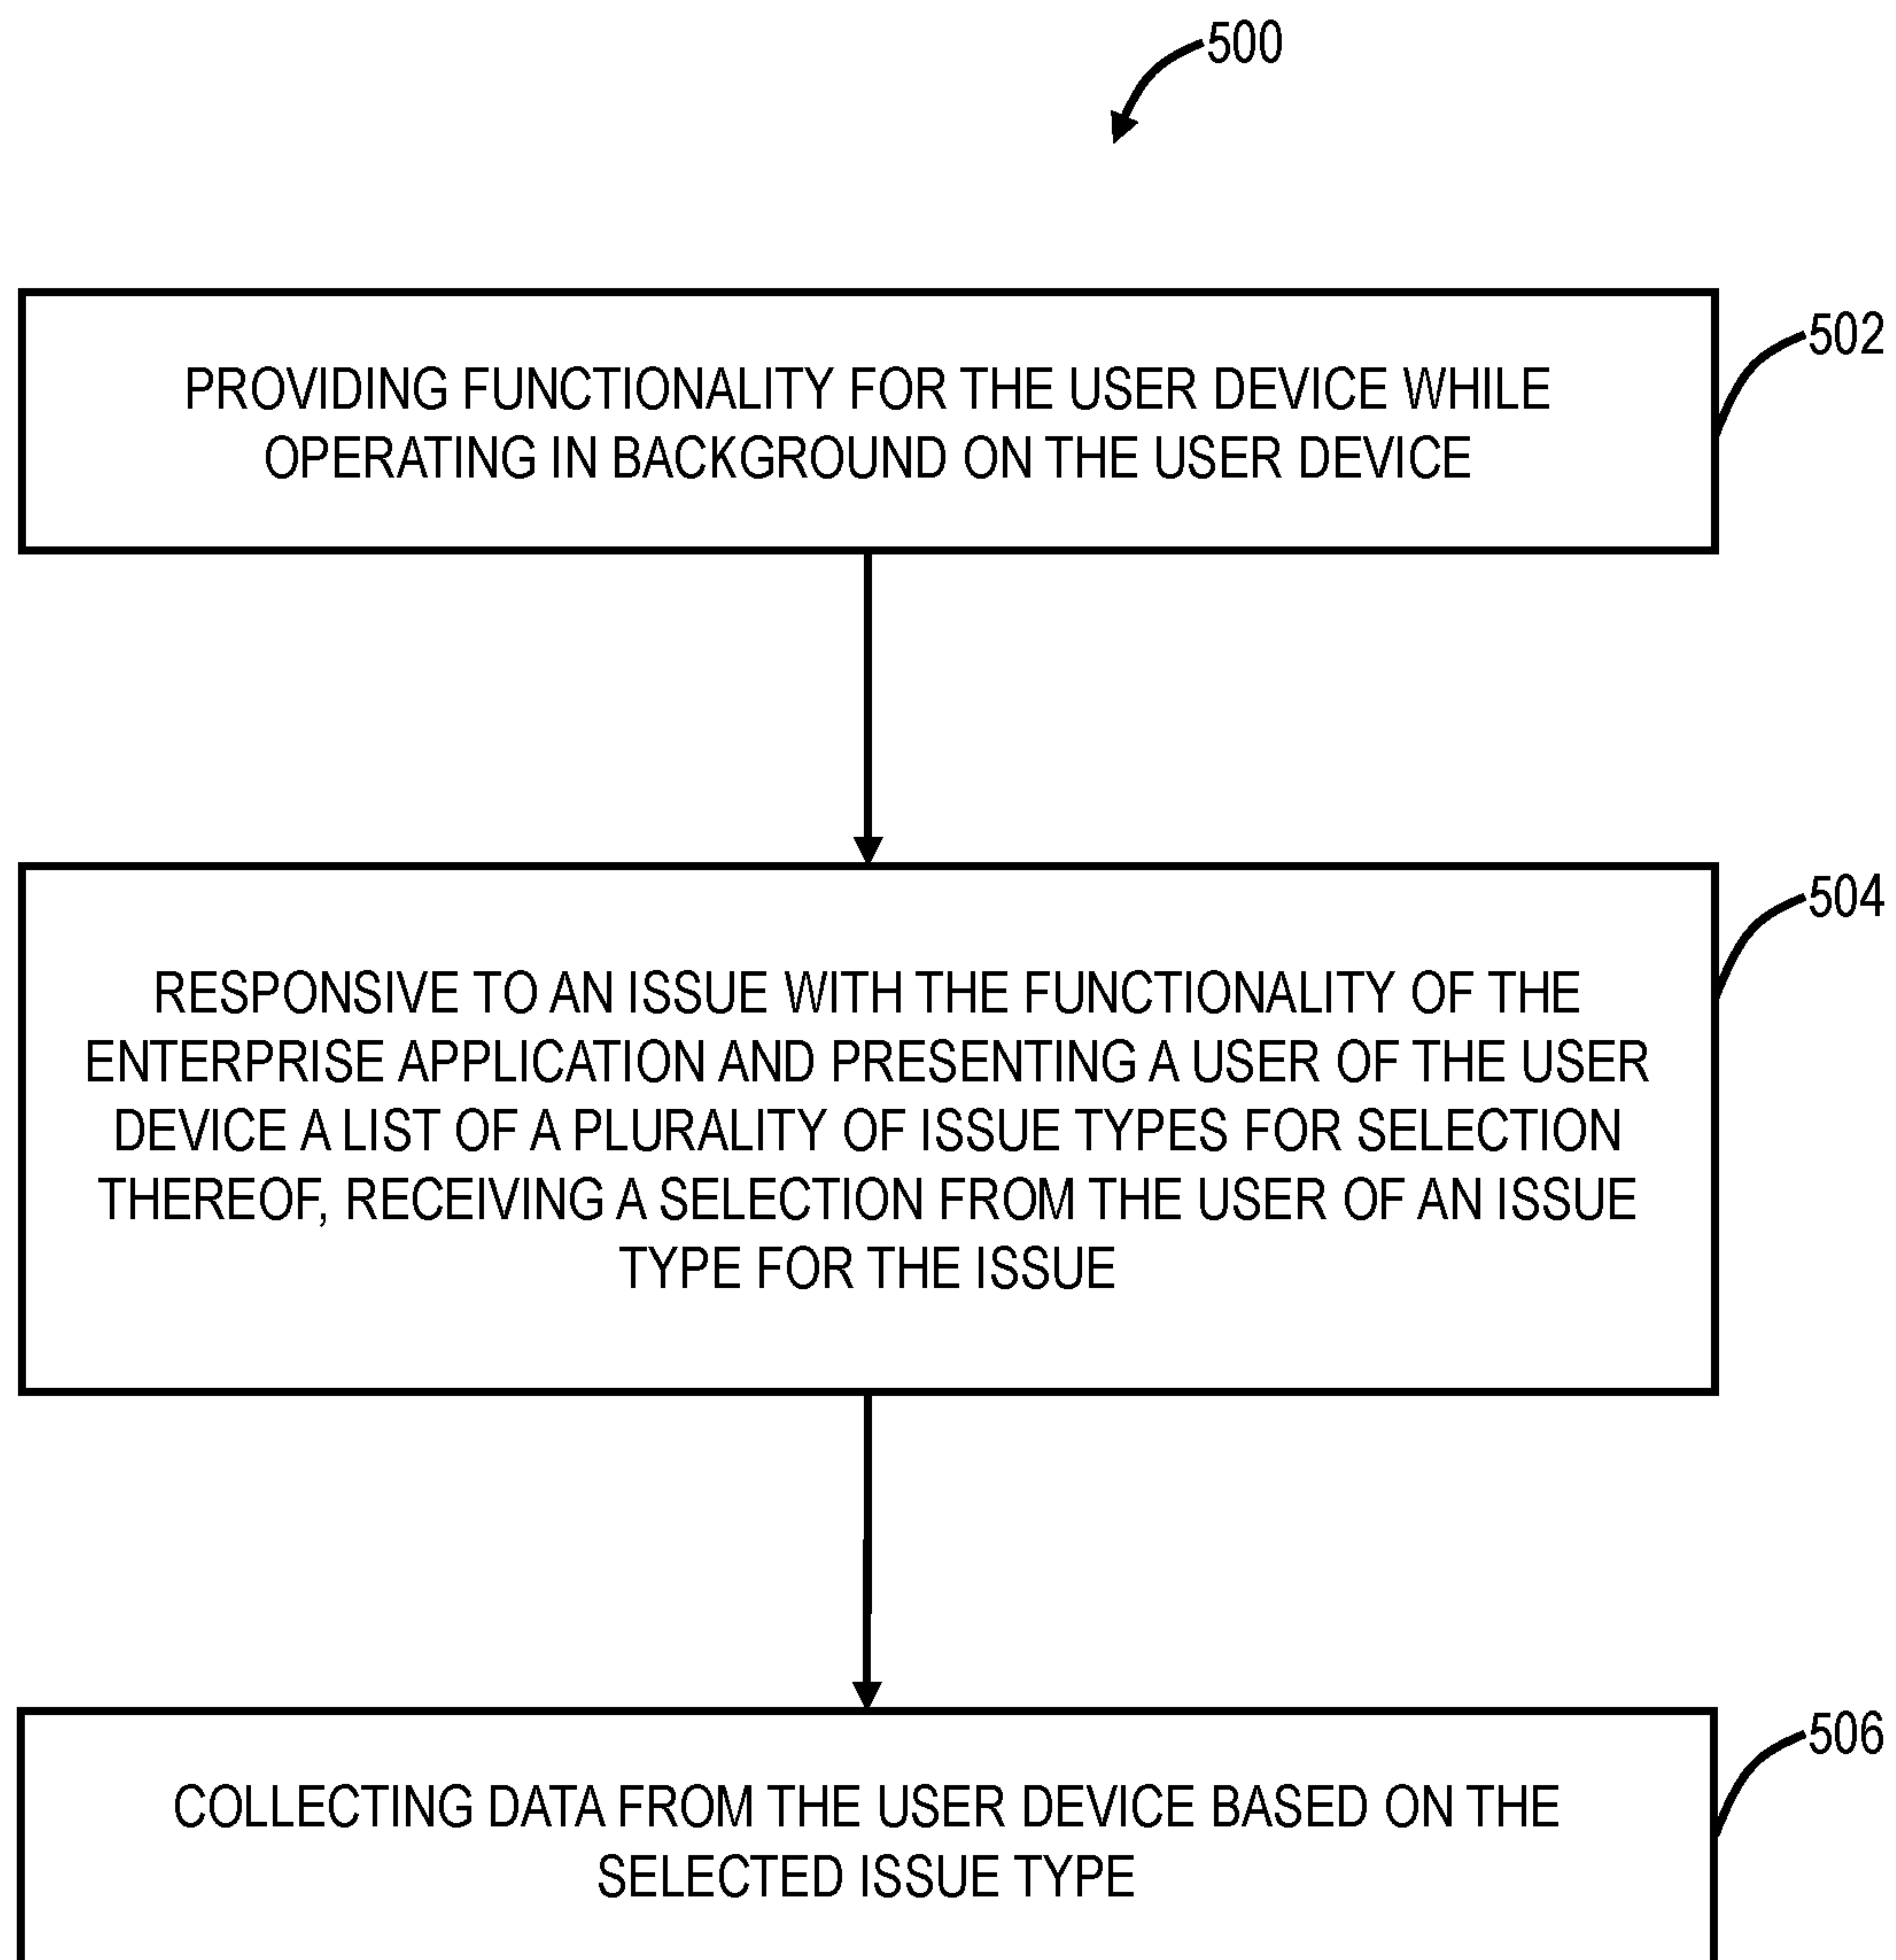 500
502
PROVIDING FUNCTIONALITY FOR THE USER DEVICE WHILE
OPERATING IN BACKGROUND ON THE USER DEVICE
504
RESPONSIVE TO AN ISSUE WITH THE FUNCTIONALITY OF THE
ENTERPRISE APPLICATION AND PRESENTING A USER OF THE USER
DEVICE A LIST OF A PLURALITY OF ISSUE TYPES FOR SELECTION
THEREOF, RECEIVING A SELECTION FROM THE USER OF AN ISSUE
TYPE FOR THE ISSUE
506
COLLECTING DATA FROM THE USER DEVICE BASED ON THE
SELECTED ISSUE TYPE